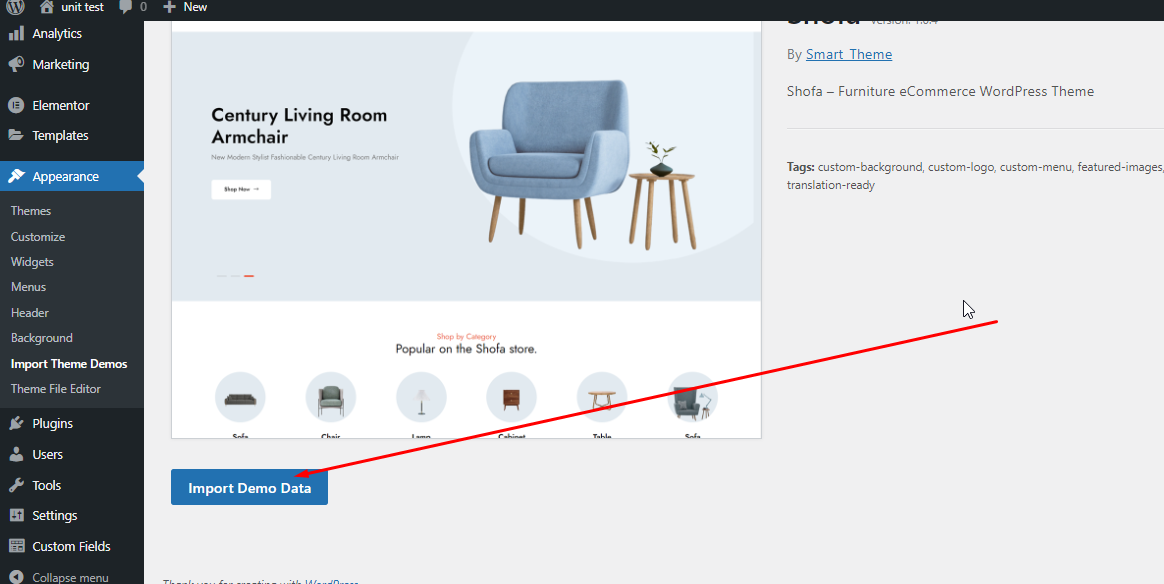 unit test
0
New
Analytics
Marketing
Elementor
Templates
Appearance
Themes
Customize
Widgets
Menus
Header
Background
Import Theme Demos
Theme File Editor
Plugins
Users
Tools
Settings
Custom Fields
Collapse menu
Century Living Room
Armchair
New Modern Stylist Fashionable Century Living Room Armchair
Shop Now →
Shop by Category
Popular on the Shofa store.
Sofa
Chair
Lamp
Cabinet
Table
Sofa
Import Demo Data
Thank you for creating with WordPress
Shofa Version: 1.0.4
By Smart_Theme
Shofa – Furniture eCommerce WordPress Theme
Tags: custom-background, custom-logo, custom-menu, featured-images,
translation-ready